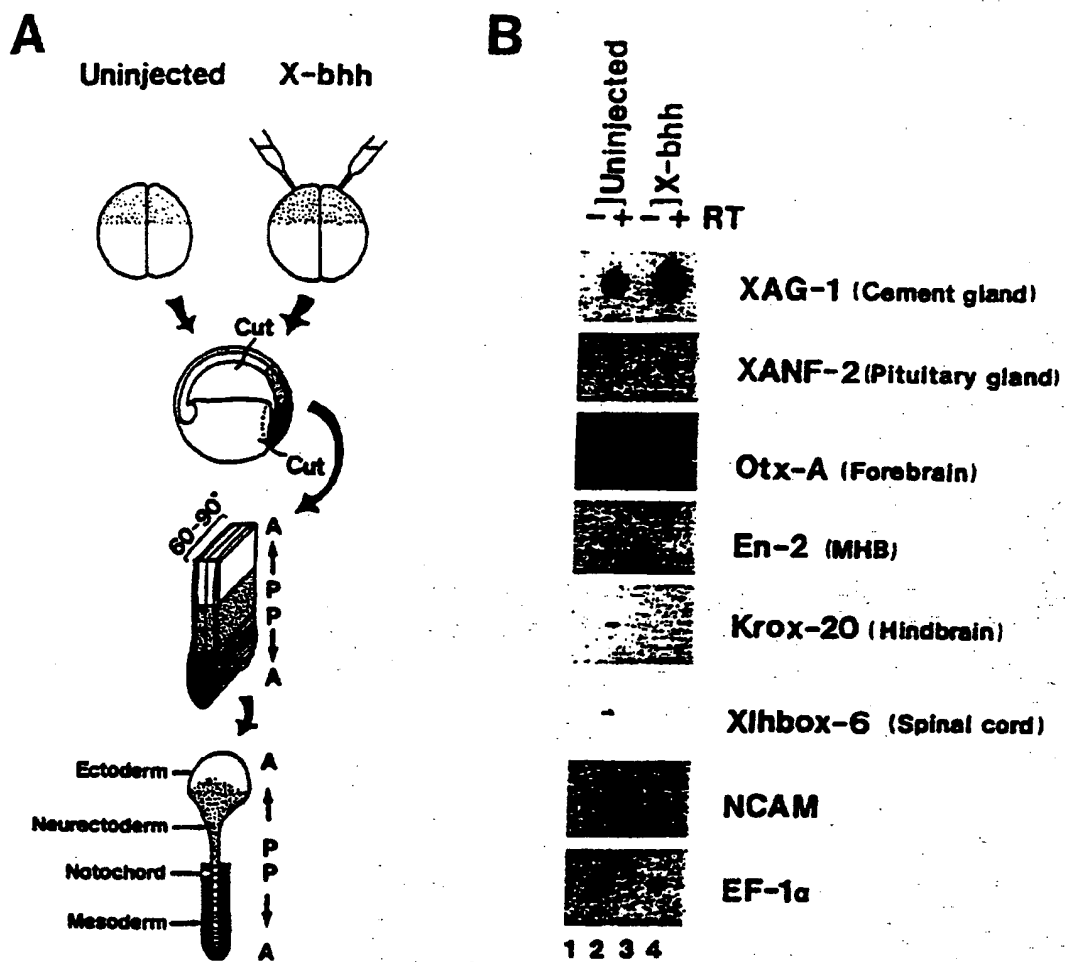 A
Uninjected X-bhh
Cut
Cut
60-90°
A
P
P
A
Ectoderm
Neurectoderm
Notochord
Mesoderm
A
P
P
A
B
Uninjected
X-bhh
- + - + RT
XAG-1 (Cement gland)
XANF-2 (Pituitary gland)
Otx-A (Forebrain)
En-2 (MHB)
Krox-20 (Hindbrain)
Xlhbox-6 (Spinal cord)
NCAM
EF-1α
1 2 3 4